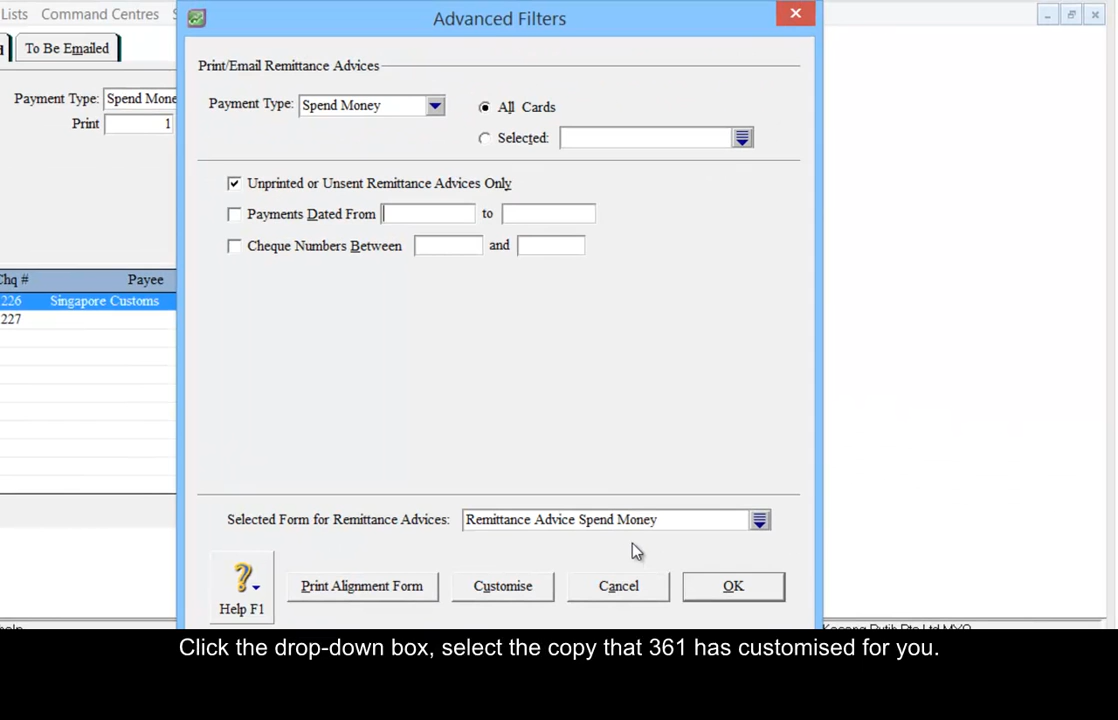 Lists Command Centres
Advanced Filters
To Be Emailed
Print/Email Remittance Advices
Payment Type: Spend Mone
Print 1
Payment Type: Spend Money All Cards
Selected:
Unprinted or Unsent Remittance Advices Only
Payments Dated From to
Cheque Numbers Between and
Chq # Payee
226 Singapore Customs
227
Selected Form for Remittance Advices: Remittance Advice Spend Money
Print Alignment Form Customise Cancel OK
Help F1
Click the drop-down box, select the copy that 361 has customised for you.